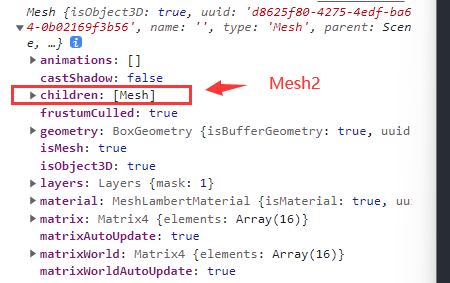 Mesh {isObject3D: true, uuid: 'd8625f80-4275-4edf-ba6
4-0b02169f3b56', name: '', type: 'Mesh', parent: Scen
e, …} i
▶ animations: []
castShadow: false
▶ children: [Mesh]
Mesh2
frustumCulled: true
▶ geometry: BoxGeometry {isBufferGeometry: true, uuid
isMesh: true
isObject3D: true
▶ layers: Layers {mask: 1}
▶ material: MeshLambertMaterial {isMaterial: true, uu
▶ matrix: Matrix4 {elements: Array(16)}
matrixAutoUpdate: true
▶ matrixWorld: Matrix4 {elements: Array(16)}
matrixWorldAutoUpdate: true